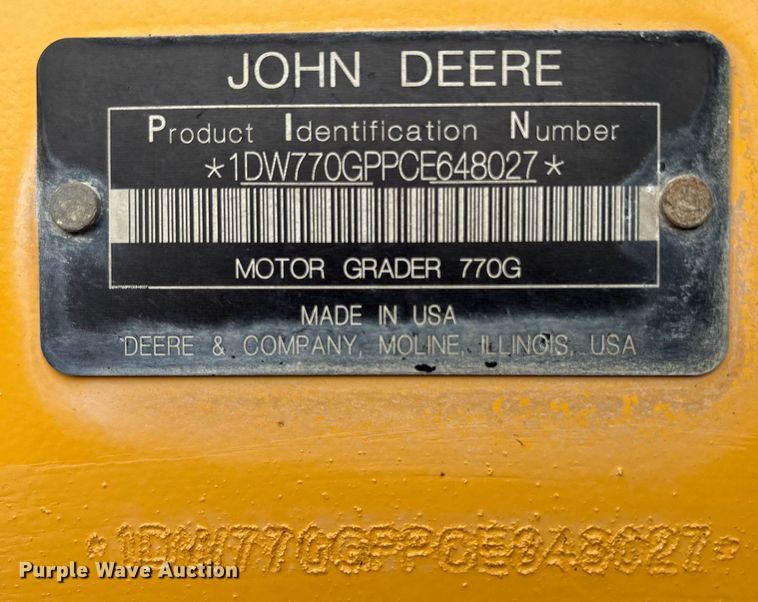 JOHN DEERE
Product Identification Number
*1DW770GPPCE648027*
MOTOR GRADER 770G
MADE IN USA
DEERE & COMPANY, MOLINE, ILLINOIS, USA
*1DW770GPPCE648027*
Purple Wave Auction